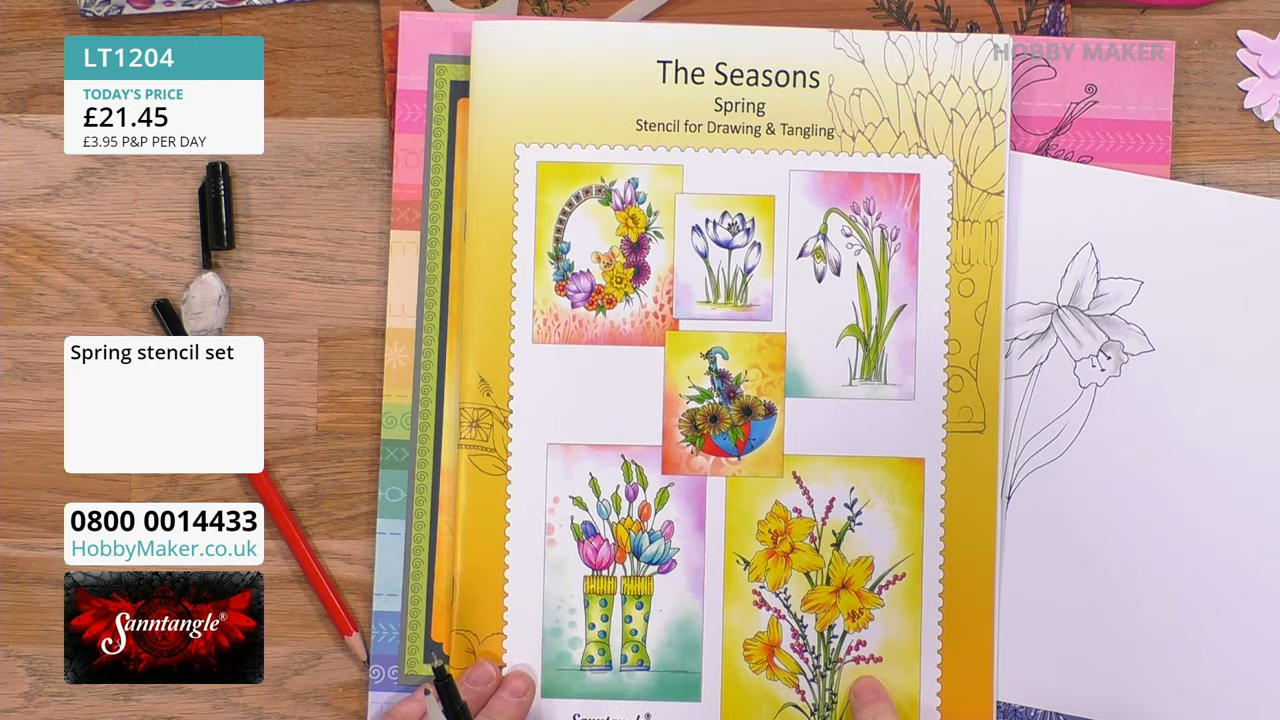 LT1204
TODAY'S PRICE
£21.45
£3.95 P&P PER DAY
Spring stencil set
0800 0014433
HobbyMaker.co.uk
Sanntangle®
HOBBY MAKER
The Seasons
Spring
Stencil for Drawing & Tangling
Sanntangle®